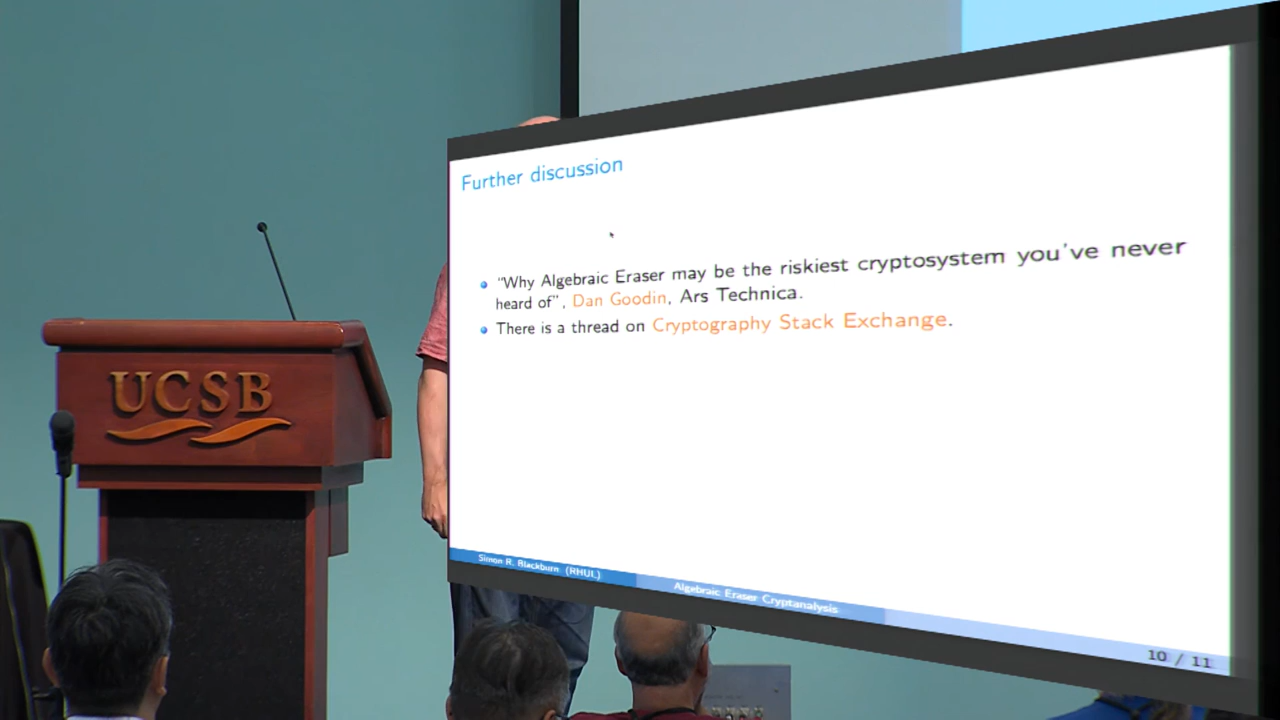 UCSB
Further discussion
"Why Algebraic Eraser may be the riskiest cryptosystem you've never
heard of", Dan Goodin, Ars Technica.
There is a thread on Cryptography Stack Exchange.
Simon R. Blackburn (RHUL)
Algebraic Eraser Cryptanalysis
10 / 11